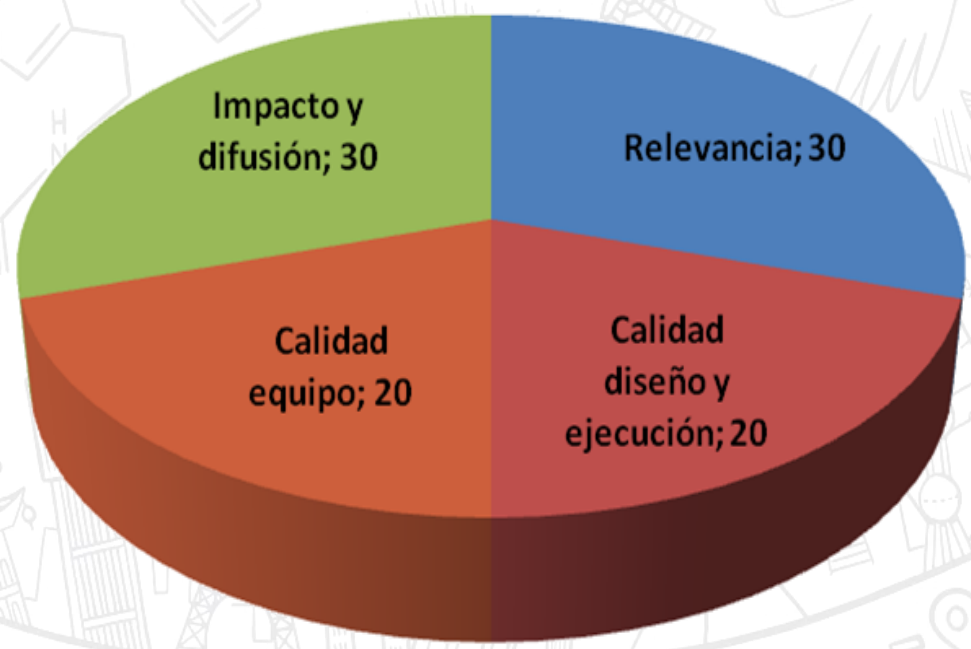 Impacto y
difusión; 30
Relevancia; 30
Calidad
equipo; 20
Calidad
diseño y
ejecución; 20